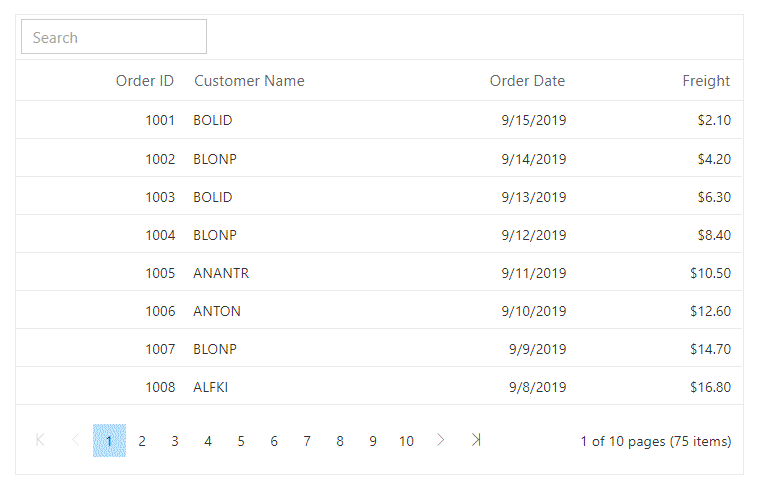 Search
Order ID Customer Name Order Date Freight
1001 BOLID 9/15/2019 $2.10
1002 BLONP 9/14/2019 $4.20
1003 BOLID 9/13/2019 $6.30
1004 BLONP 9/12/2019 $8.40
1005 ANANTR 9/11/2019 $10.50
1006 ANTON 9/10/2019 $12.60
1007 BLONP 9/9/2019 $14.70
1008 ALFKI 9/8/2019 $16.80
1 2 3 4 5 6 7 8 9 10 1 of 10 pages (75 items)